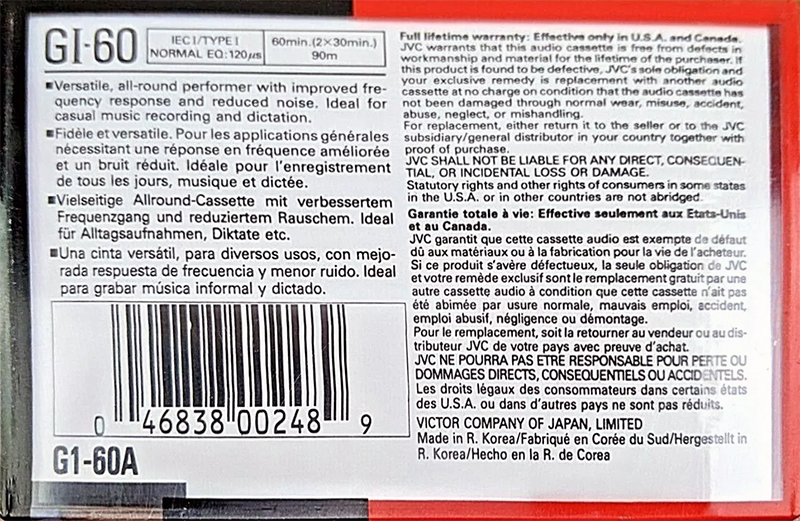 GI-60
IEC I/TYPE I
NORMAL EQ: 120μs
60min.(2×30min.)
90m
■Versatile, all-round performer with improved fre-
quency response and reduced noise. Ideal for
casual music recording and dictation.
■Fidèle et versatile. Pour les applications générales
nécessitant une réponse en fréquence améliorée
et un bruit réduit. Idéale pour l'enregistrement
de tous les jours, musique et dictée.
■Vielseitige Allround-Cassette mit verbessertem
Frequenzgang und reduziertem Rauschem. Ideal
für Alltagsaufnahmen, Diktate etc.
■Una cinta versátil, para diversos usos, con mejo-
rada respuesta de frecuencia y menor ruido. Ideal
para grabar música informal y dictado.
0 46838 00248 9
G1-60A
Full lifetime warranty: Effective only in U.S.A. and Canada.
JVC warrants that this audio cassette is free from defects in
workmanship and material for the lifetime of the purchaser. If
this product is found to be defective, JVC's sole obligation and
your exclusive remedy is replacement with another audio
cassette at no charge on condition that the audio cassette has
not been damaged through normal wear, misuse, accident,
abuse, neglect, or mishandling.
For replacement, either return it to the seller or to the JVC
subsidiary/general distributor in your country together with
proof of purchase.
JVC SHALL NOT BE LIABLE FOR ANY DIRECT, CONSEQUEN-
TIAL, OR INCIDENTAL LOSS OR DAMAGE.
Statutory rights and other rights of consumers in some states
in the U.S.A. or in other countries are not abridged.
Garantie totale à vie: Effective seulement aux Etats-Unis
et au Canada.
JVC garantit que cette cassette audio est exempte de défaut
dû aux matériaux ou à la fabrication pour la vie de l'acheteur.
Si ce produit s'avère défectueux, la seule obligation de JVC
et votre remède exclusif sont le remplacement gratuit par une
autre cassette audio à condition que cette cassette n'ait pas
été abimée par usure normale, mauvais emploi, accident,
emploi abusif, négligence ou démontage.
Pour le remplacement, soit la retourner au vendeur ou au dis-
tributeur JVC de votre pays avec preuve d'achat.
JVC NE POURRA PAS ETRE RESPONSABLE POUR PERTE OU
DOMMAGES DIRECTS, CONSEQUENTIELS OU ACCIDENTELS.
Les droits légaux des consommateurs dans certains états
des U.S.A. ou dans d'autres pays ne sont pas réduits.
VICTOR COMPANY OF JAPAN, LIMITED
Made in R. Korea/Fabriqué en Corée du Sud/Hergestellt in
R. Korea/Hecho en la R. de Corea